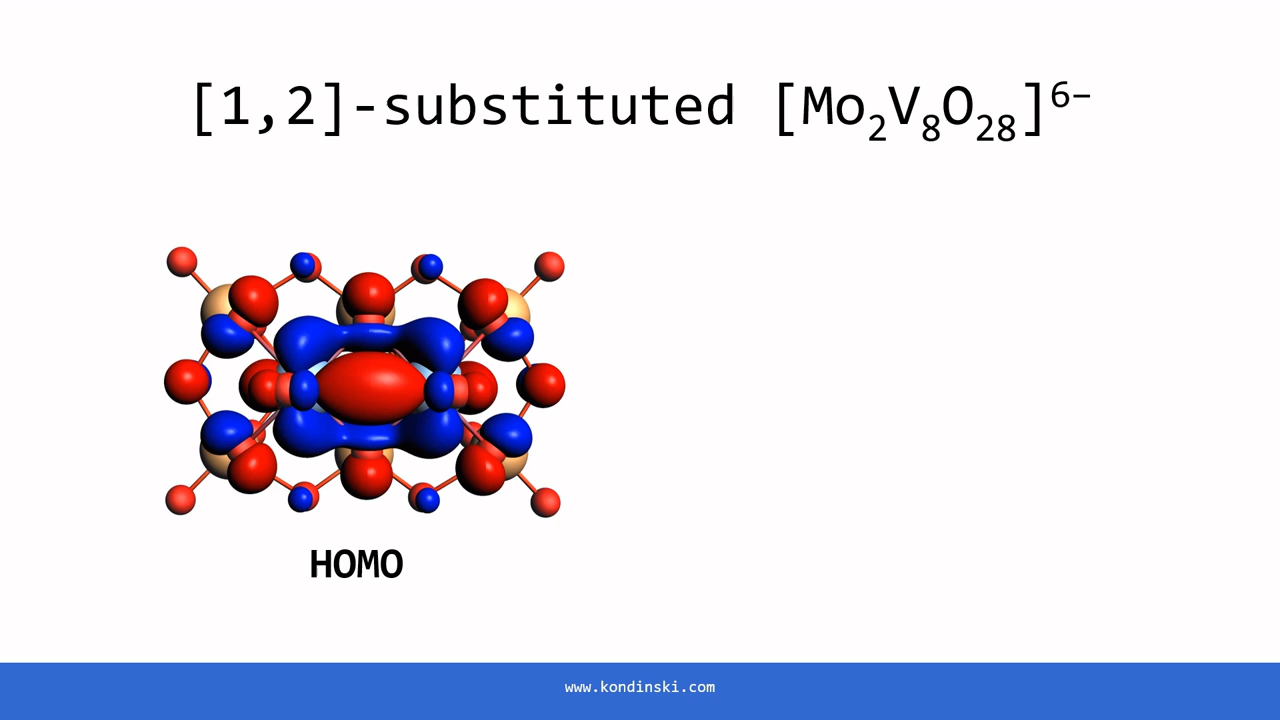 [1,2]-substituted [Mo₂V₈O₂₈]⁶⁻
HOMO
www.kondinski.com